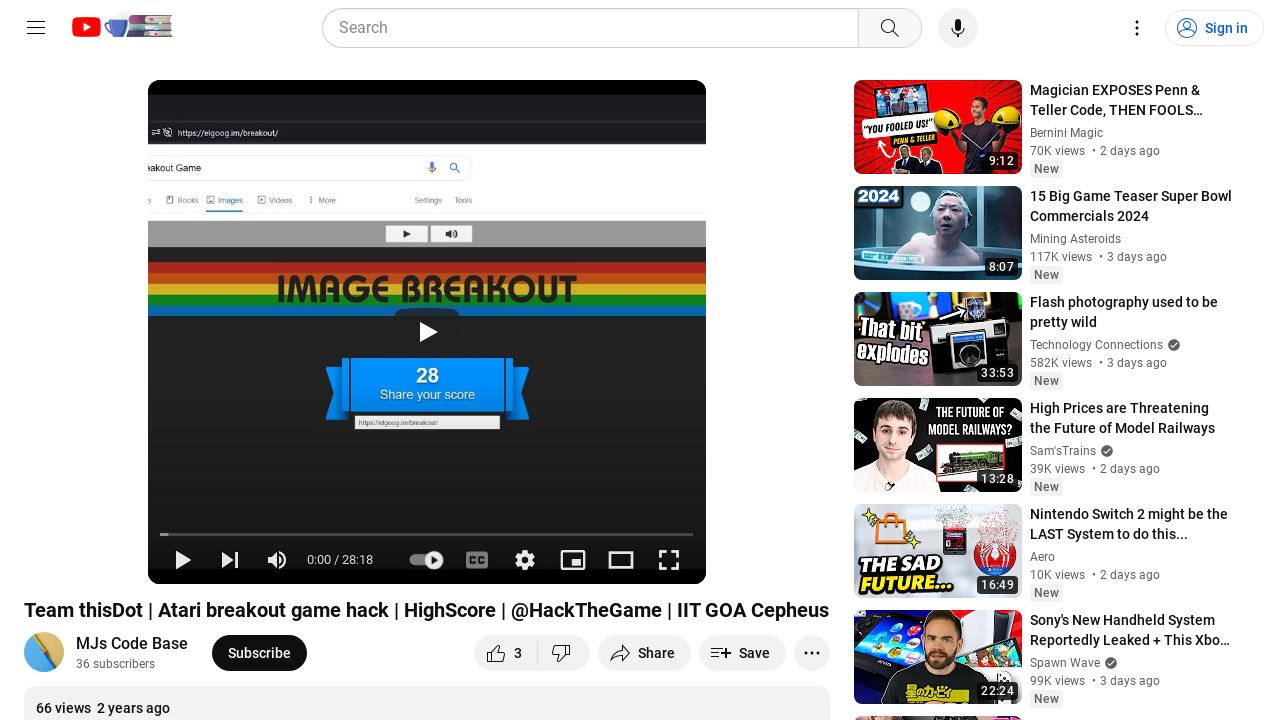 Search
Sign in
https://elgoog.im/breakout/
eakout Game
Books
Images
Videos
More
Settings
Tools
IMAGE BREAKOUT
28
Share your score
https://elgoog.im/breakout/
0:00 / 28:18
CC
Team thisDot | Atari breakout game hack | HighScore | @HackTheGame | IIT GOA Cepheus
MJs Code Base
36 subscribers
Subscribe
3
Share
Save
66 views 2 years ago
"YOU FOOLED US!"
PENN & TELLER
9:12
Magician EXPOSES Penn &
Teller Code, THEN FOOLS…
Bernini Magic
70K views • 2 days ago
New
2024
8:07
15 Big Game Teaser Super Bowl
Commercials 2024
Mining Asteroids
117K views • 3 days ago
New
That bit
explodes
33:53
Flash photography used to be
pretty wild
Technology Connections
582K views • 3 days ago
New
THE FUTURE OF
MODEL RAILWAYS?
13:28
High Prices are Threatening
the Future of Model Railways
Sam'sTrains
39K views • 2 days ago
New
THE SAD
FUTURE...
16:49
Nintendo Switch 2 might be the
LAST System to do this...
Aero
10K views • 2 days ago
New
星のカービィ
22:24
Sony's New Handheld System
Reportedly Leaked + This Xbo…
Spawn Wave
99K views • 3 days ago
New